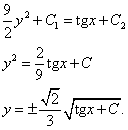 9/2 y² + C₁ = tgx + C₂
y² = 2/9 tgx + C
y = ± √2/3 √(tgx + C).